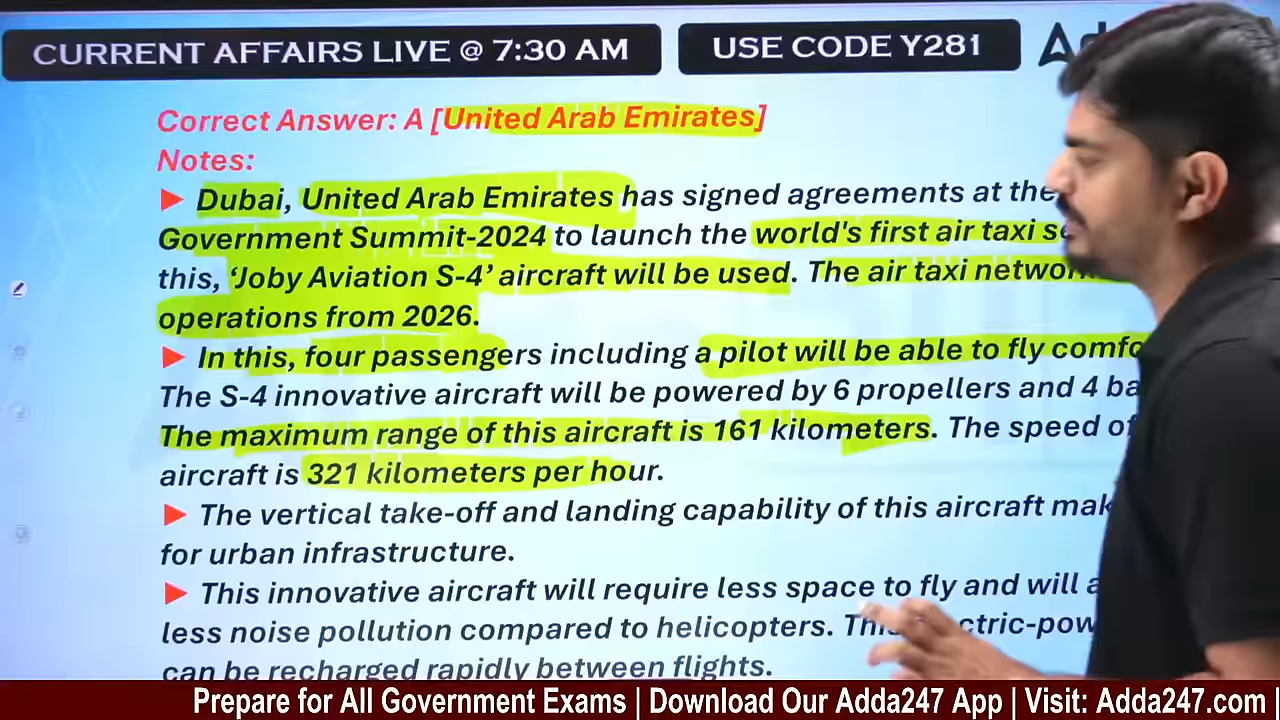 CURRENT AFFAIRS LIVE @ 7:30 AM
USE CODE Y281
Correct Answer: A [United Arab Emirates]
Notes:
► Dubai, United Arab Emirates has signed agreements at the
Government Summit-2024 to launch the world's first air taxi
this, ‘Joby Aviation S-4’ aircraft will be used. The air taxi
operations from 2026.
► In this, four passengers including a pilot will be able to fly
The S-4 innovative aircraft will be powered by 6 propellers and 4
The maximum range of this aircraft is 161 kilometers. The speed of
aircraft is 321 kilometers per hour.
► The vertical take-off and landing capability of this aircraft
for urban infrastructure.
► This innovative aircraft will require less space to fly and will
less noise pollution compared to helicopters.
can be recharged rapidly between flights.
Prepare for All Government Exams | Download Our Adda247 App | Visit: Adda247.com |